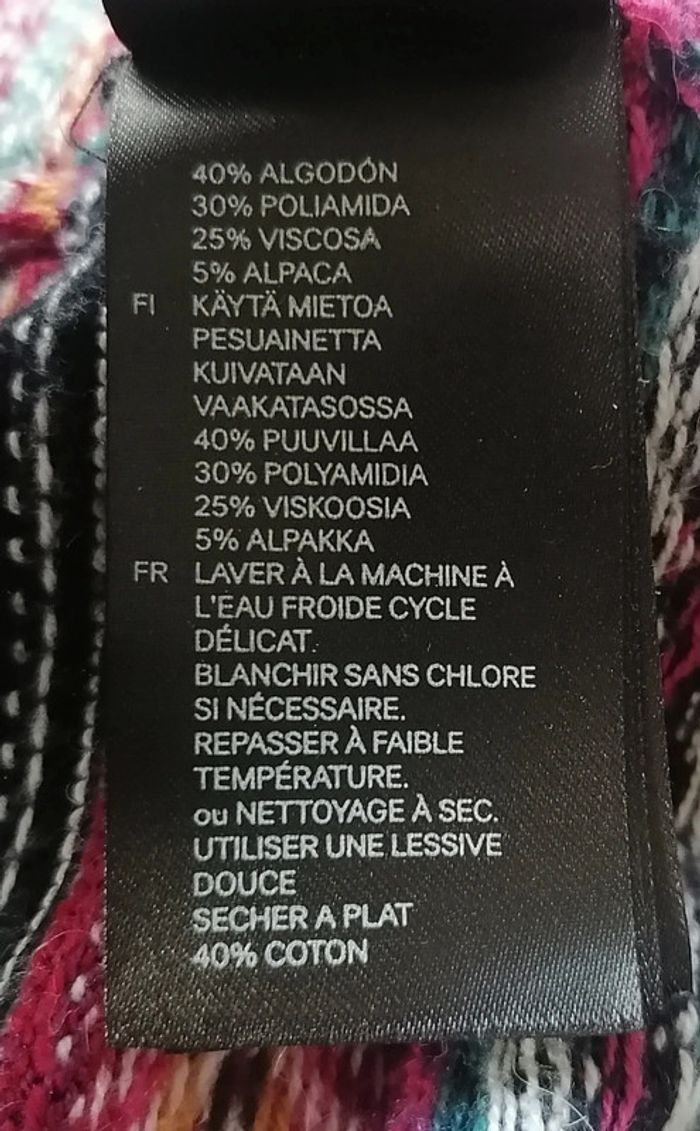 40% ALGODÓN
30% POLIAMIDA
25% VISCOSA
5% ALPACA
FI KÄYTÄ MIETOA
PESUAINETTA
KUIVATAAN
VAAKATASOSSA
40% PUUVILLAA
30% POLYAMIDIA
25% VISKOOSIA
5% ALPAKKA
FR LAVER À LA MACHINE À
L'EAU FROIDE CYCLE
DÉLICAT.
BLANCHIR SANS CHLORE
SI NÉCESSAIRE.
REPASSER À FAIBLE
TEMPÉRATURE.
ou NETTOYAGE À SEC.
UTILISER UNE LESSIVE
DOUCE
SECHER A PLAT
40% COTON